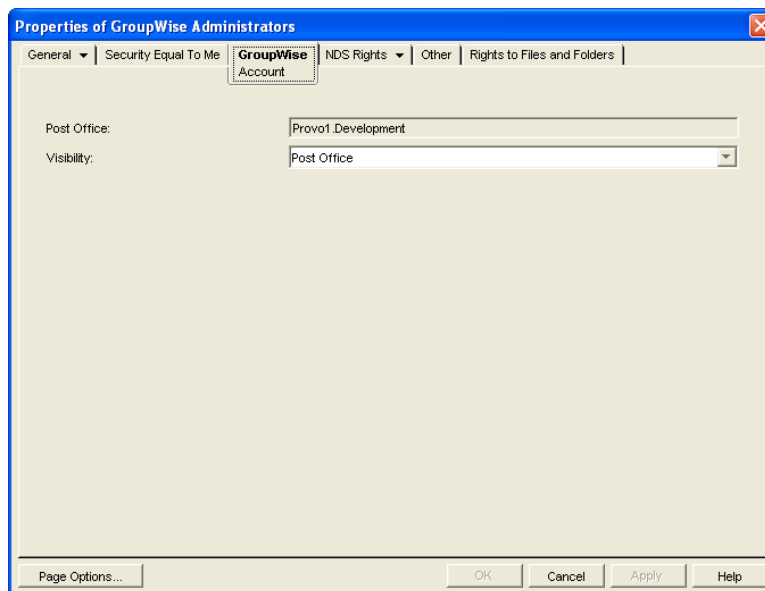 Properties of GroupWise Administrators
General Security Equal To Me GroupWise NDS Rights Other Rights to Files and Folders
Account
Post Office: Provo1.Development
Visibility: Post Office
Page Options... OK Cancel Apply Help